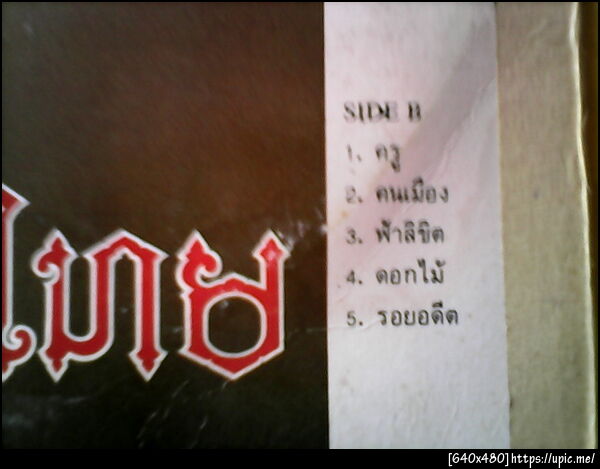 ไทย
SIDE B
1. ครู
2. คนเมือง
3. ฟ้าลิขิต
4. ดอกไม้
5. รอยอดีต
[640x480]https://upic.me/